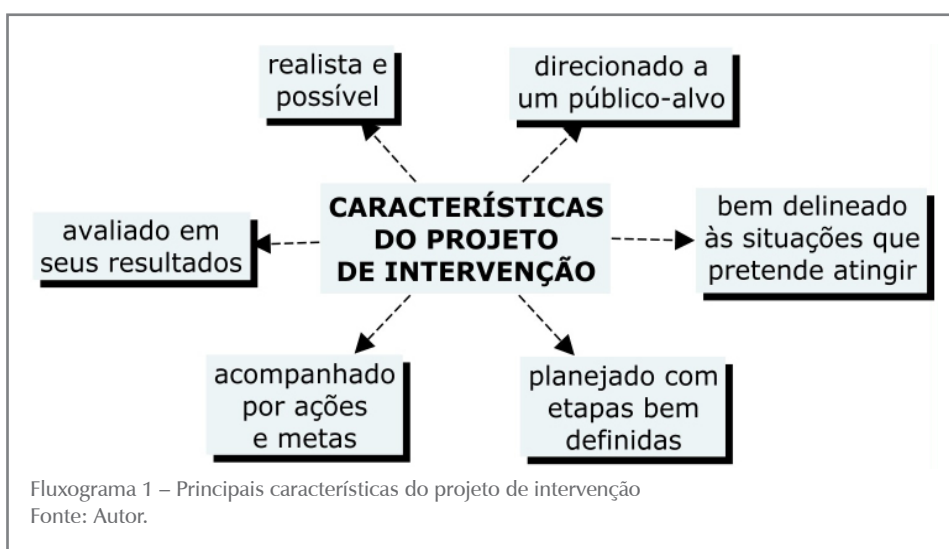 realista e
possível
direcionado a
um público-alvo
CARACTERÍSTICAS
DO PROJETO
DE INTERVENÇÃO
avaliado em
seus resultados
bem delineado
às situações que
pretende atingir
acompanhado
por ações
e metas
planejado com
etapas bem
definidas
Fluxograma 1 – Principais características do projeto de intervenção
Fonte: Autor.